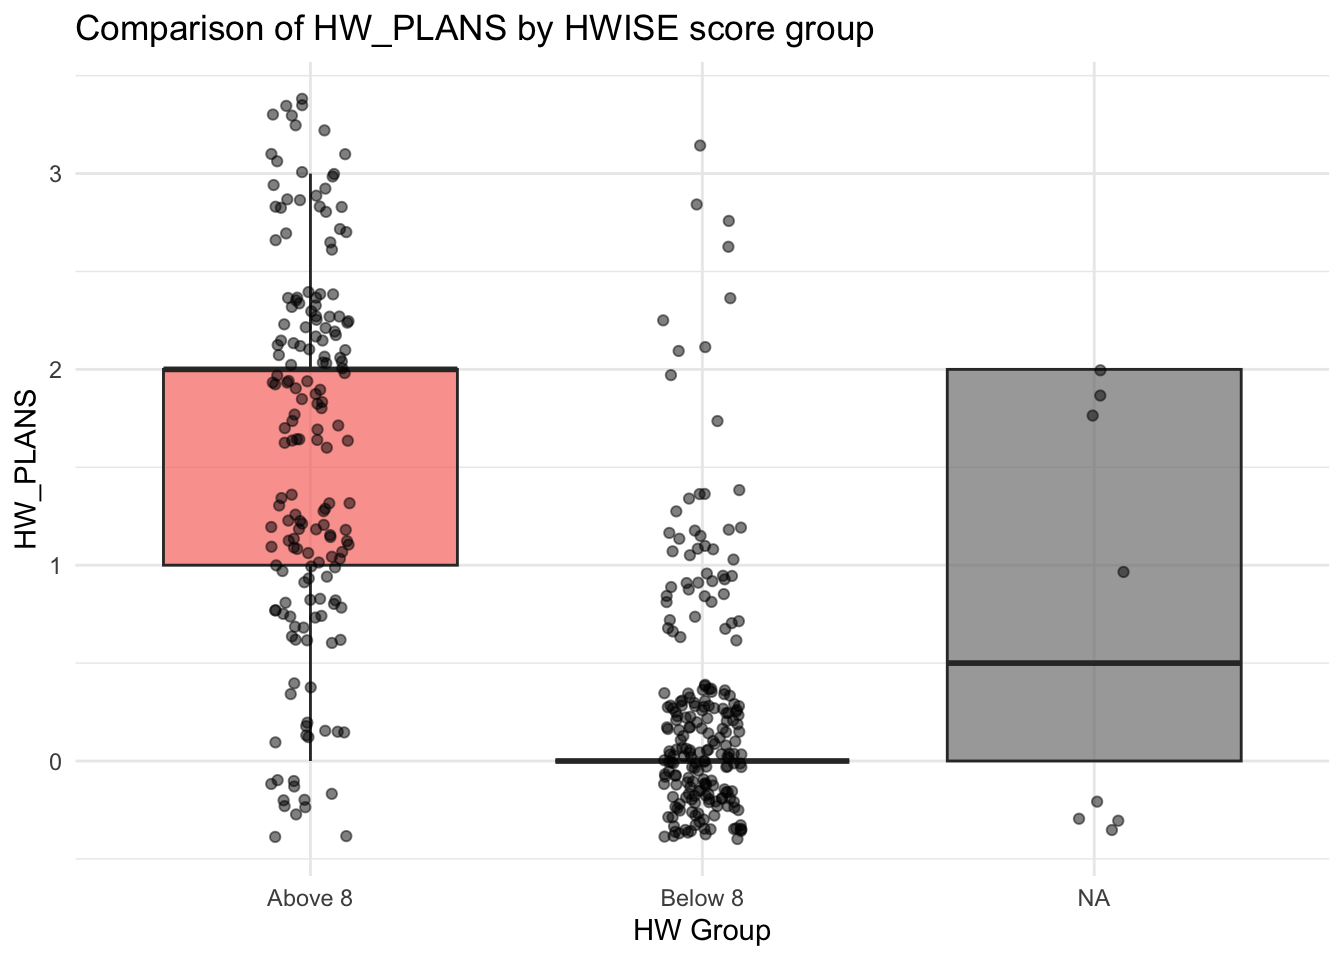 Comparison of HW_PLANS by HWISE score group
HW_PLANS
3
2
1
0
Above 8
Below 8
NA
HW Group